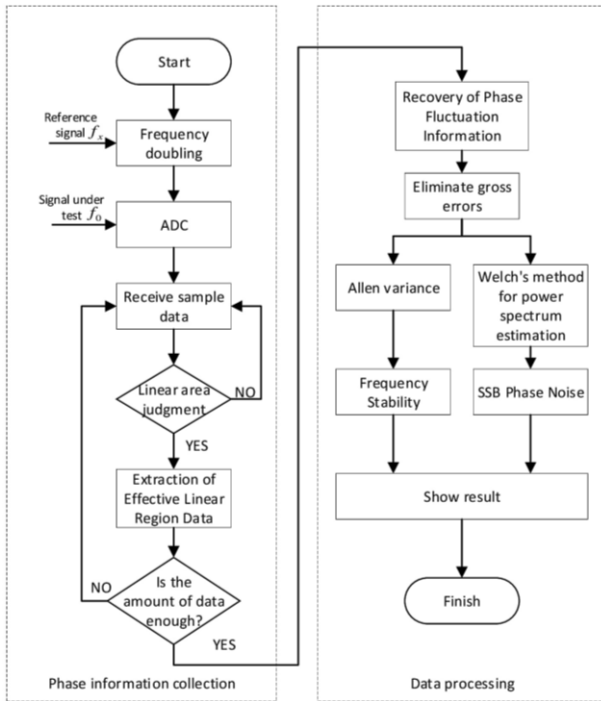 Start
Reference
signal fx
Frequency
doubling
Signal under
test f0
ADC
Receive sample
data
Linear area
judgment
NO
YES
Extraction of
Effective Linear
Region Data
NO
Is the
amount of data
enough?
YES
Phase information collection
Recovery of Phase
Fluctuation
Information
Eliminate gross
errors
Allen variance
Welch's method
for power
spectrum
estimation
Frequency
Stability
SSB Phase Noise
Show result
Finish
Data processing